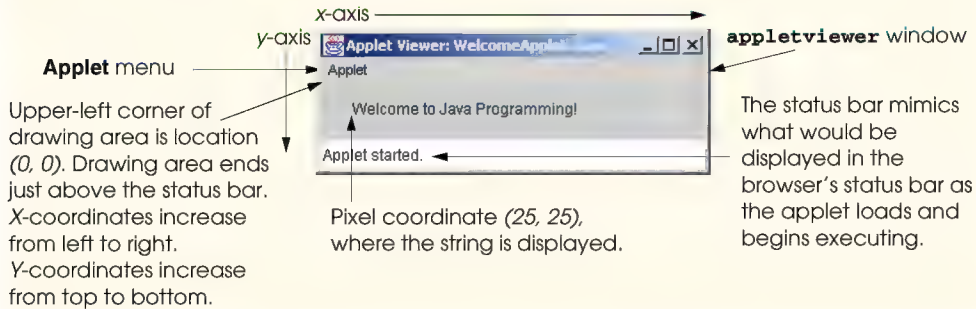 x-axis
y-axis
Applet Viewer: WelcomeApplet
appletviewer window
Applet menu
Applet
Upper-left corner of
drawing area is location
(0, 0). Drawing area ends
just above the status bar.
X-coordinates increase
from left to right.
Y-coordinates increase
from top to bottom.
Welcome to Java Programming!
Applet started.
Pixel coordinate (25, 25),
where the string is displayed.
The status bar mimics
what would be
displayed in the
browser's status bar as
the applet loads and
begins executing.